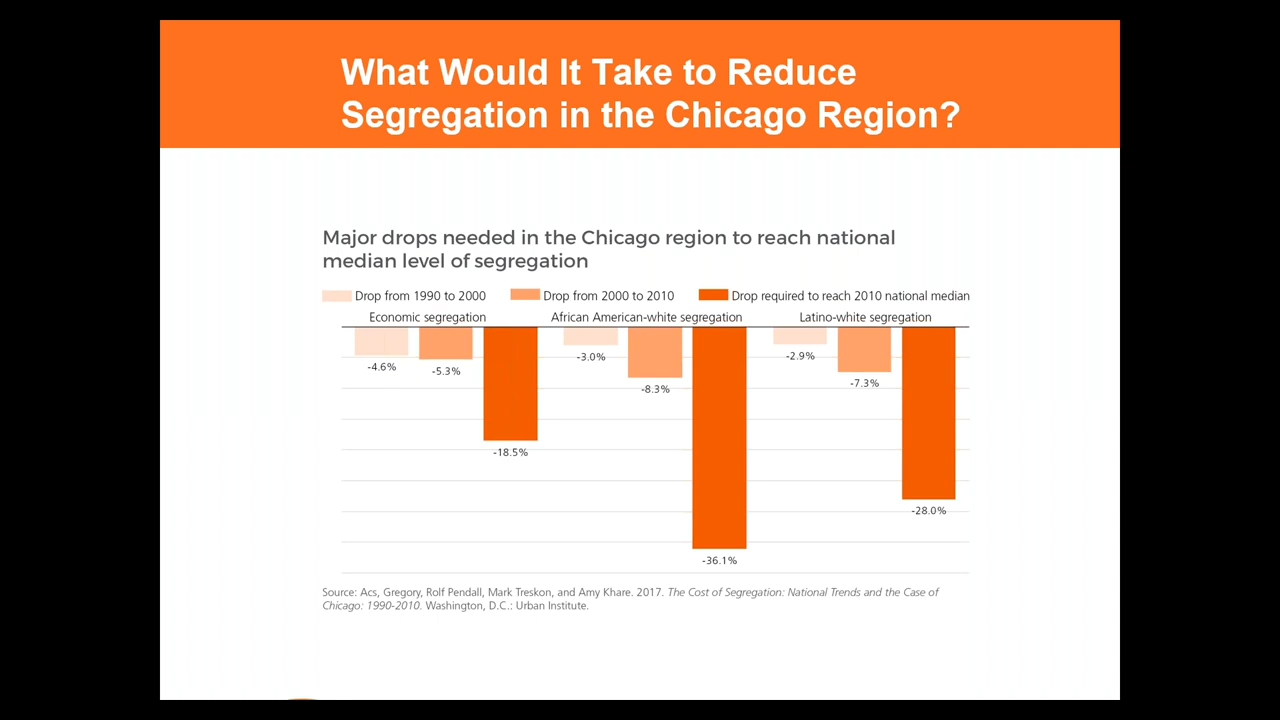 What Would It Take to Reduce
Segregation in the Chicago Region?
Major drops needed in the Chicago region to reach national
median level of segregation
Drop from 1990 to 2000 Drop from 2000 to 2010 Drop required to reach 2010 national median
Economic segregation African American-white segregation Latino-white segregation
-4.6% -5.3% -18.5% -3.0% -8.3% -36.1% -2.9% -7.3% -28.0%
Source: Acs, Gregory, Rolf Pendall, Mark Treskon, and Amy Khare. 2017. The Cost of Segregation: National Trends and the Case of
Chicago: 1990-2010. Washington, D.C.: Urban Institute.